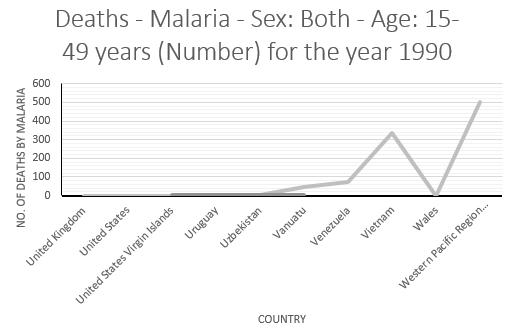 Deaths - Malaria - Sex: Both - Age: 15-
49 years (Number) for the year 1990
600
500
400
300
200
100
0
NO. OF DEATHS BY MALARIA
United Kingdom
United States
United States Virgin Islands
Uruguay
Uzbekistan
Vanuatu
Venezuela
Vietnam
Wales
Western Pacific Region...
COUNTRY